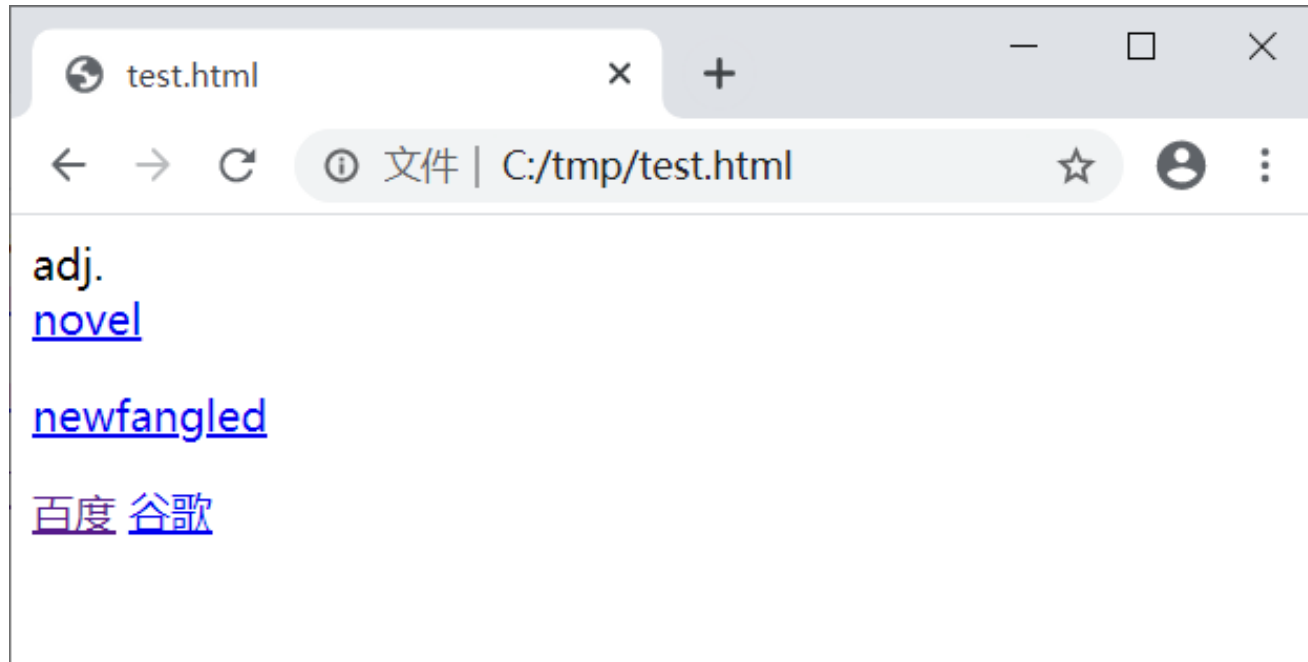 test.html
文件 | C:/tmp/test.html
adj.
novel
newfangled
百度 谷歌